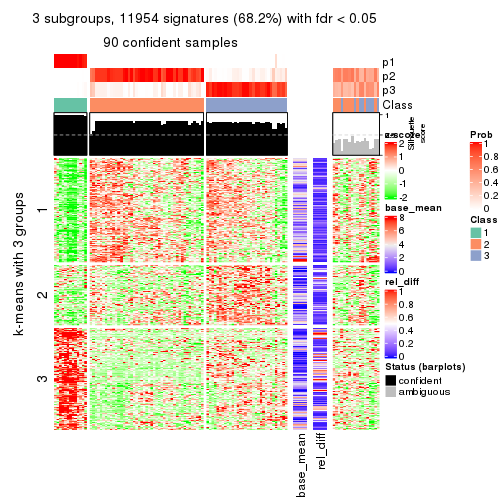 3 subgroups, 11954 signatures (68.2%) with fdr < 0.05
90 confident samples
p1
p2
p3
Class
1
Silhouette
score
z-score
2
1
0
-1
-2
base_mean
8
6
4
2
0
rel_diff
1
0.8
0.6
0.4
0.2
0
Status (barplots)
confident
ambiguous
Prob
1
0.8
0.6
0.4
0.2
0
Class
1
2
3
k-means with 3 groups
1
2
3
base_mean
rel_diff